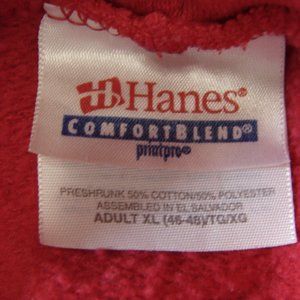 Hanes®
COMFORTBLEND®
printpro®
PRESHRUNK 50% COTTON/50% POLYESTER
ASSEMBLED IN EL SALVADOR
ADULT XL (46-48)/TG/XG